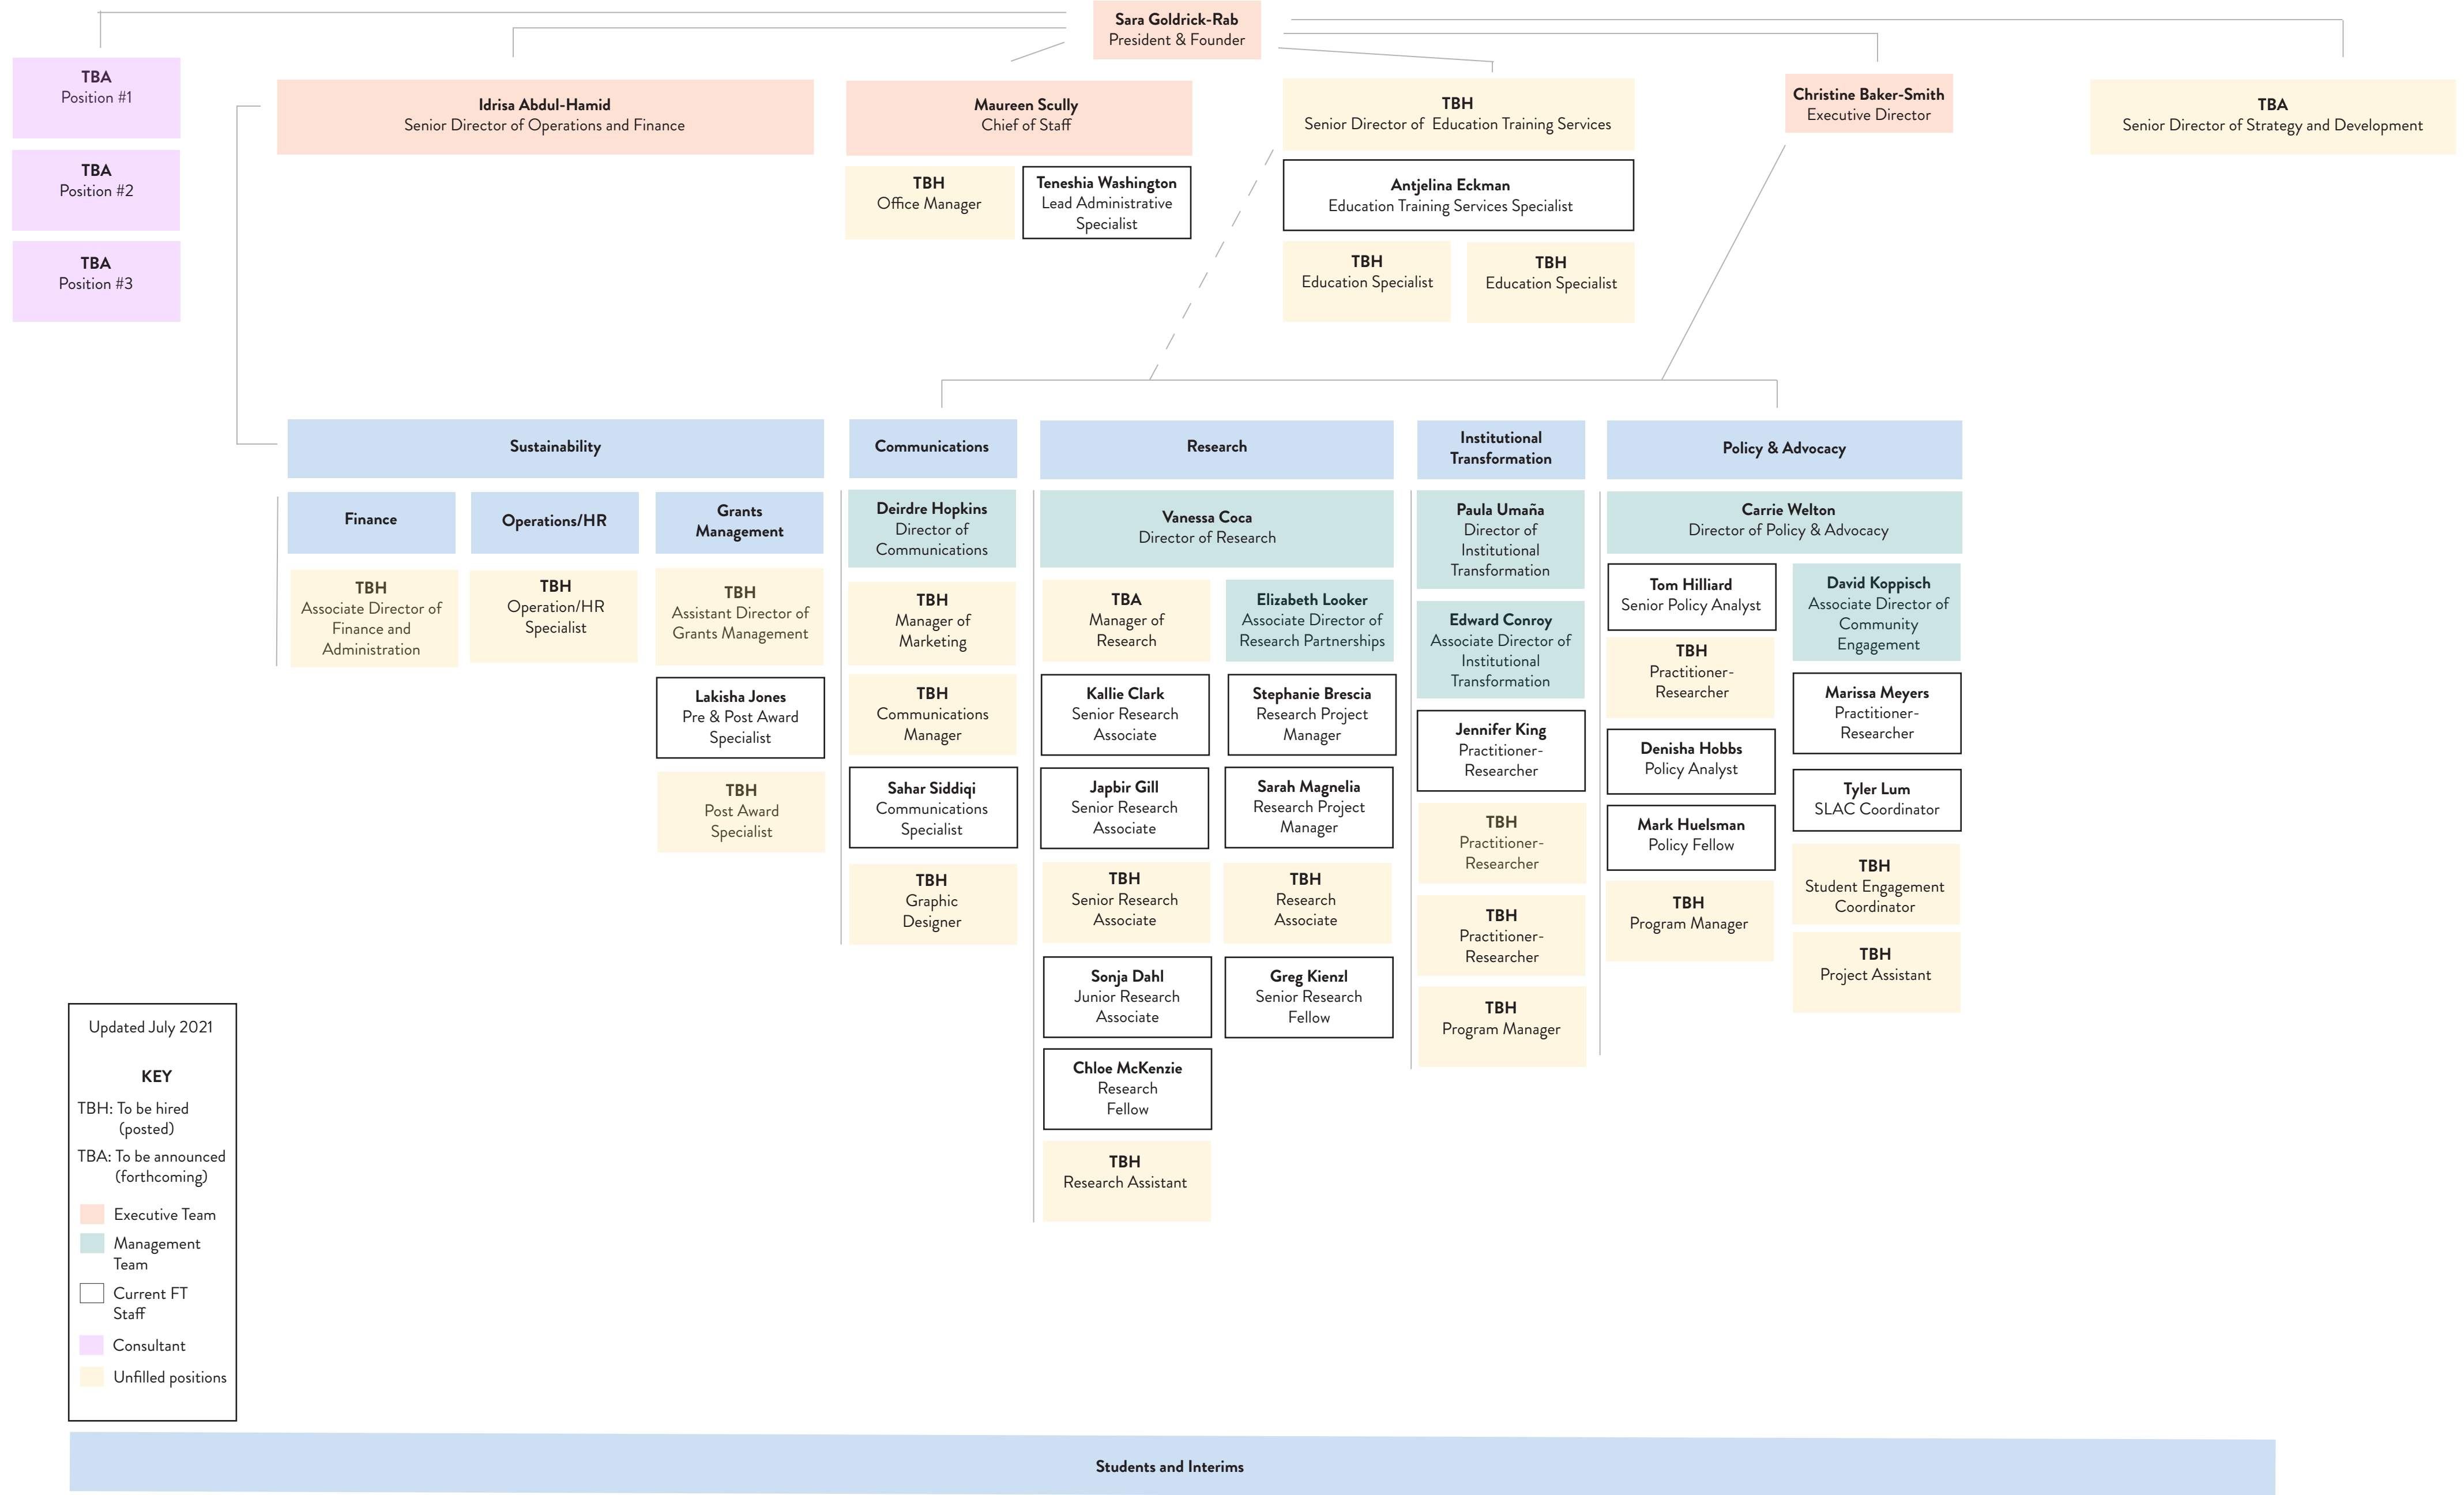 Sara Goldrick-Rab
President & Founder
TBA
Position #1
TBA
Position #2
TBA
Position #3
Idrisa Abdul-Hamid
Senior Director of Operations and Finance
Maureen Scully
Chief of Staff
TBH
Office Manager
Teneshia Washington
Lead Administrative
Specialist
TBH
Senior Director of Education Training Services
Antjelina Eckman
Education Training Services Specialist
TBH
Education Specialist
TBH
Education Specialist
Christine Baker-Smith
Executive Director
TBA
Senior Director of Strategy and Development
Sustainability
Finance
TBH
Associate Director of
Finance and
Administration
Operations/HR
TBH
Operation/HR
Specialist
Grants
Management
TBH
Assistant Director of
Grants Management
Lakisha Jones
Pre & Post Award
Specialist
TBH
Post Award
Specialist
Communications
Deirdre Hopkins
Director of
Communications
TBH
Manager of
Marketing
TBH
Communications
Manager
Sahar Siddiqi
Communications
Specialist
TBH
Graphic
Designer
Research
Vanessa Coca
Director of Research
TBA
Manager of
Research
Kallie Clark
Senior Research
Associate
Japbir Gill
Senior Research
Associate
TBH
Senior Research
Associate
Sonja Dahl
Junior Research
Associate
Chloe McKenzie
Research
Fellow
TBH
Research Assistant
Elizabeth Looker
Associate Director of
Research Partnerships
Stephanie Brescia
Research Project
Manager
Sarah Magnelia
Research Project
Manager
TBH
Research
Associate
Greg Kienzl
Senior Research
Fellow
Institutional
Transformation
Paula Umaña
Director of
Institutional
Transformation
Edward Conroy
Associate Director of
Institutional
Transformation
Jennifer King
Practitioner-
Researcher
TBH
Practitioner-
Researcher
TBH
Practitioner-
Researcher
TBH
Program Manager
Policy & Advocacy
Carrie Welton
Director of Policy & Advocacy
Tom Hilliard
Senior Policy Analyst
TBH
Practitioner-
Researcher
Denisha Hobbs
Policy Analyst
Mark Huelsman
Policy Fellow
TBH
Program Manager
David Koppisch
Associate Director of
Community
Engagement
Marissa Meyers
Practitioner-
Researcher
Tyler Lum
SLAC Coordinator
TBH
Student Engagement
Coordinator
TBH
Project Assistant
Updated July 2021
KEY
TBH: To be hired
(posted)
TBA: To be announced
(forthcoming)
Executive Team
Management
Team
Current FT
Staff
Consultant
Unfilled positions
Students and Interims